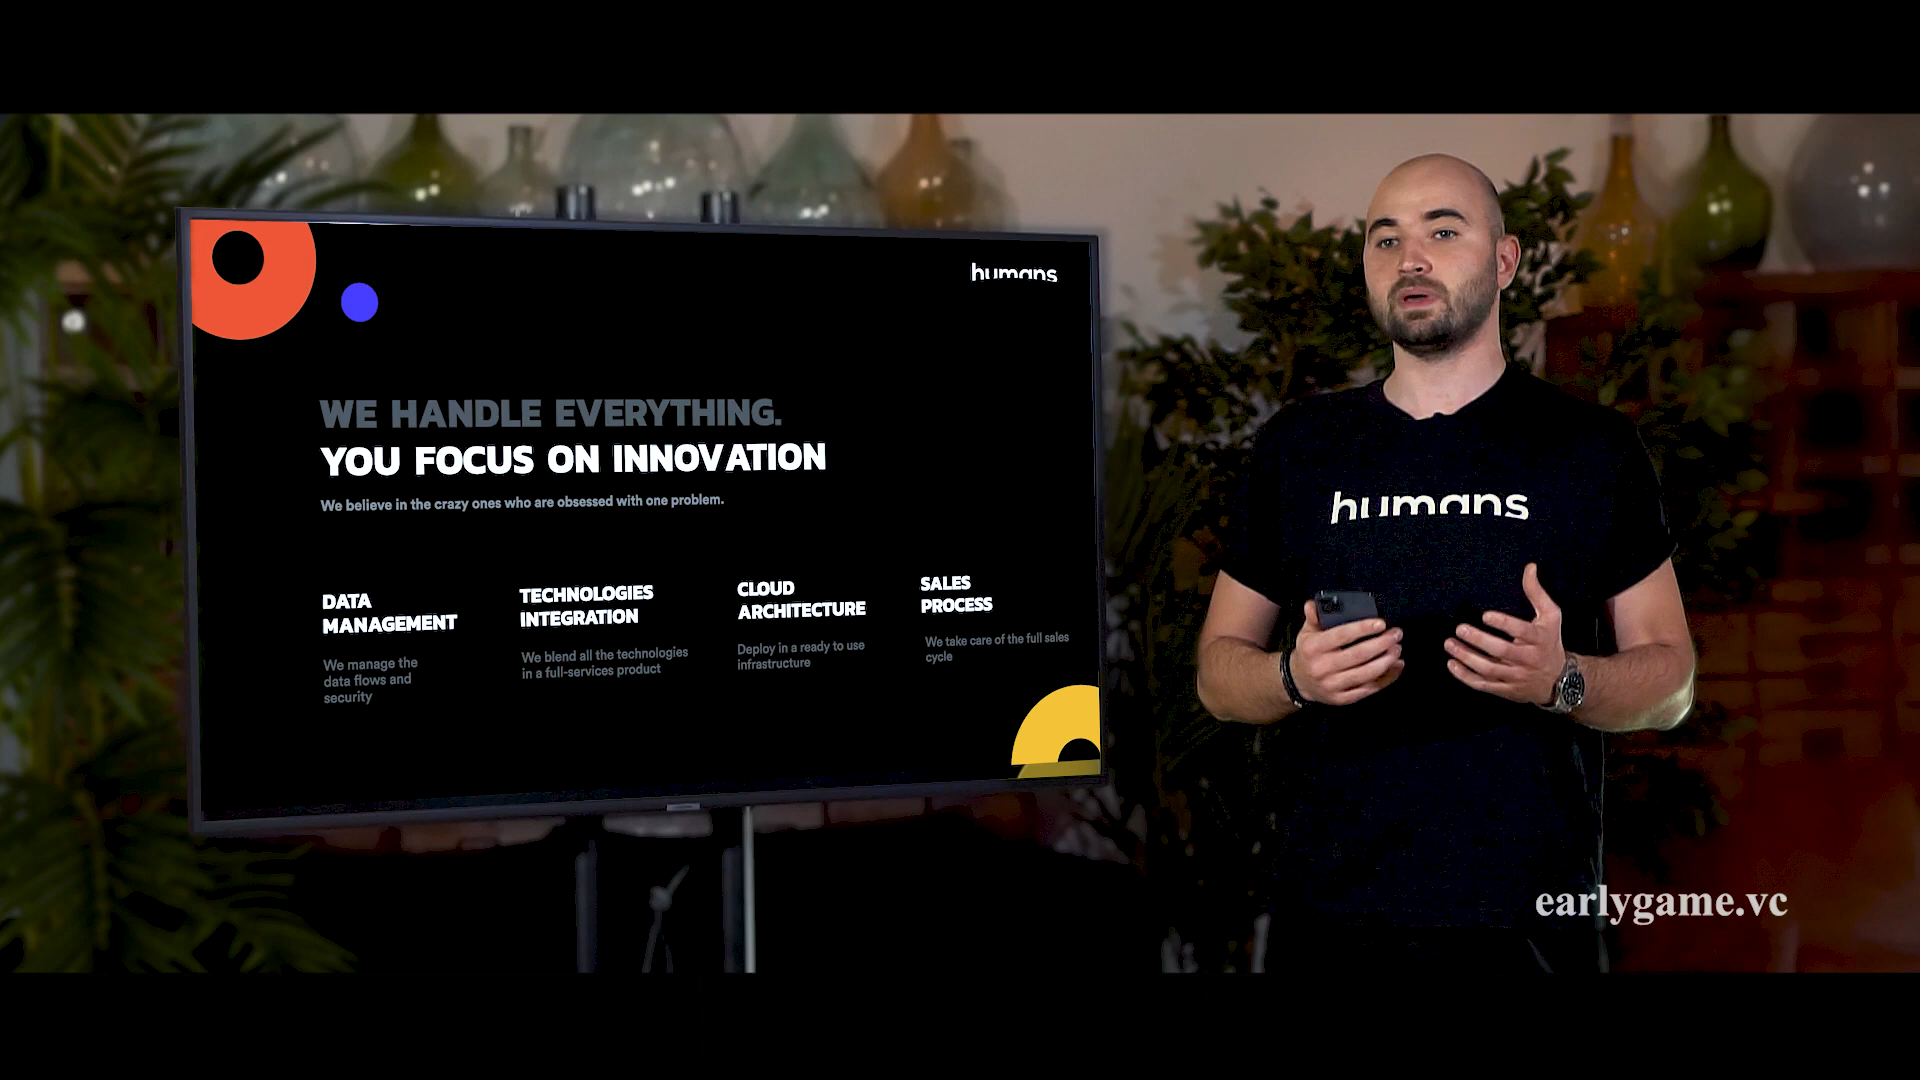 humans
WE HANDLE EVERYTHING.
YOU FOCUS ON INNOVATION
We believe in the crazy ones who are obsessed with one problem.
DATA
MANAGEMENT
We manage the
data flows and
security
TECHNOLOGIES
INTEGRATION
We blend all the technologies
in a full-services product
CLOUD
ARCHITECTURE
Deploy in a ready to use
infrastructure
SALES
PROCESS
We take care of the full sales
cycle
humans
earlygame.vc